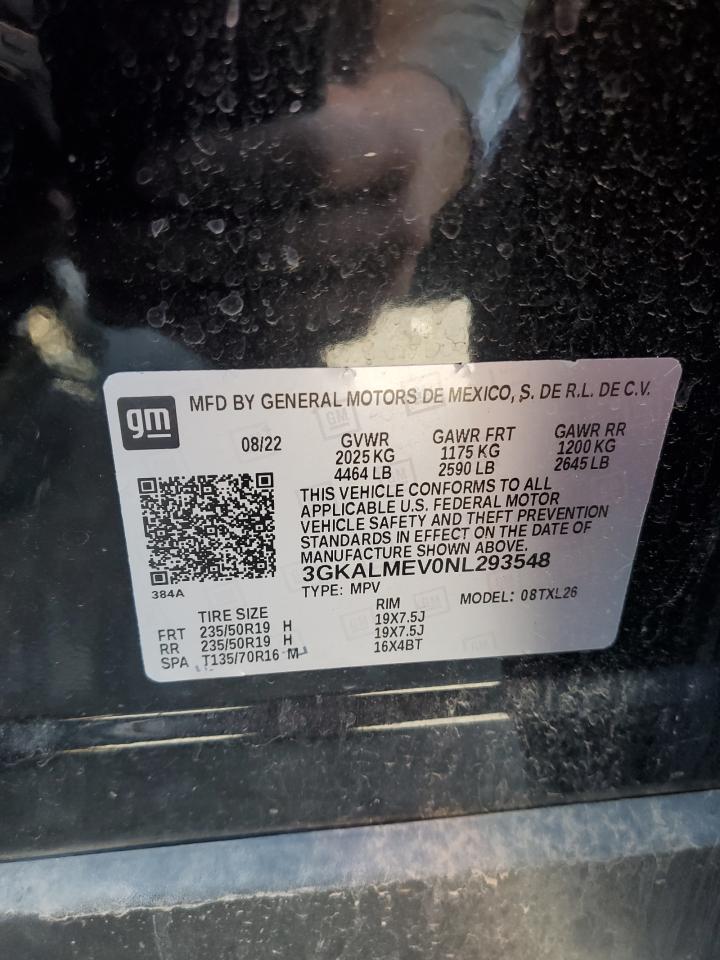 gm
MFD BY GENERAL MOTORS DE MEXICO, S. DE R.L. DE C.V.
08/22 GVWR GAWR FRT GAWR RR
2025 KG 1175 KG 1200 KG
4464 LB 2590 LB 2645 LB
THIS VEHICLE CONFORMS TO ALL
APPLICABLE U.S. FEDERAL MOTOR
VEHICLE SAFETY AND THEFT PREVENTION
STANDARDS IN EFFECT ON THE DATE OF
MANUFACTURE SHOWN ABOVE.
3GKALMEV0NL293548
384A
TYPE: MPV MODEL: 08TXL26
TIRE SIZE RIM
FRT 235/50R19 H 19X7.5J
RR 235/50R19 H 19X7.5J
SPA T135/70R16 M 16X4BT